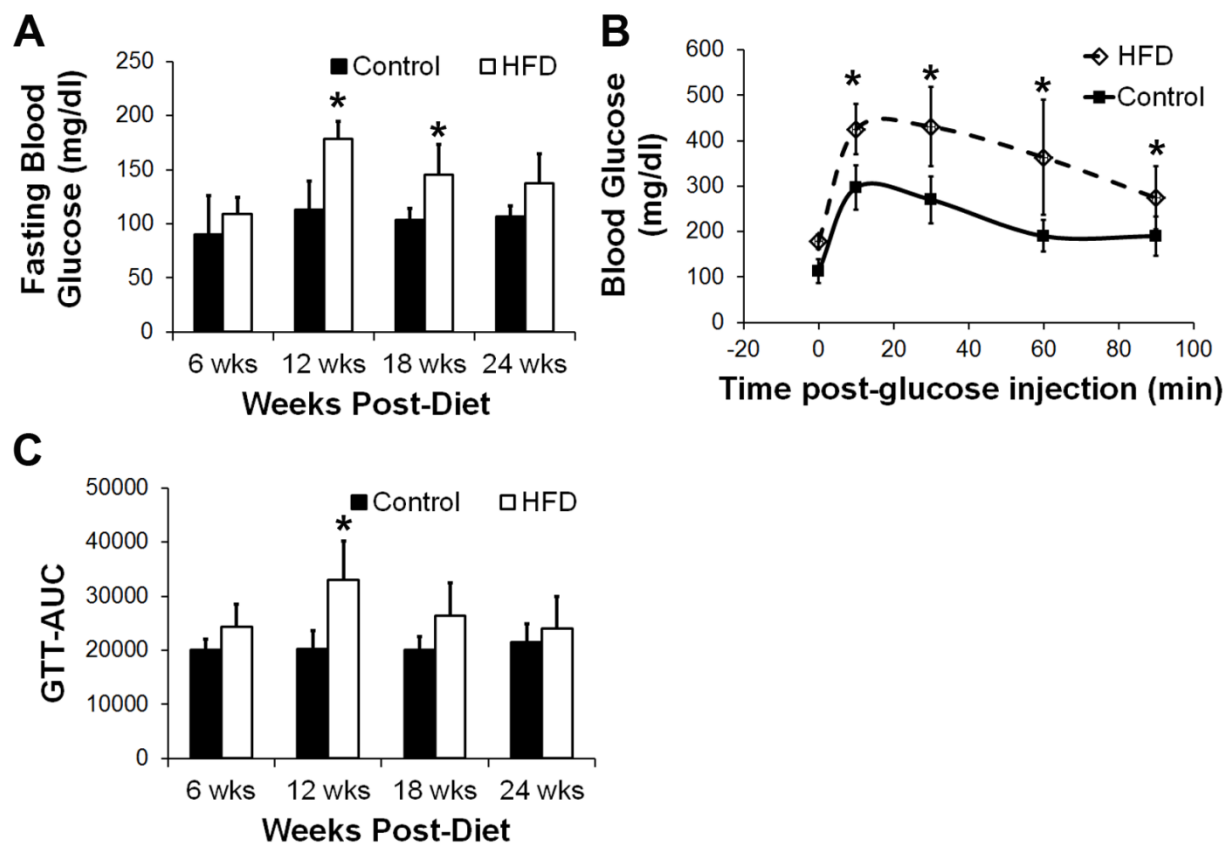 A
Fasting Blood
Glucose (mg/dl)
250
200
150
100
50
0
Control HFD
*
*
6 wks 12 wks 18 wks 24 wks
Weeks Post-Diet
B
Blood Glucose
(mg/dl)
600
500
400
300
200
100
0
HFD
Control
* * * *
-20 0 20 40 60 80 100
Time post-glucose injection (min)
C
GTT-AUC
50000
40000
30000
20000
10000
0
Control HFD
*
6 wks 12 wks 18 wks 24 wks
Weeks Post-Diet